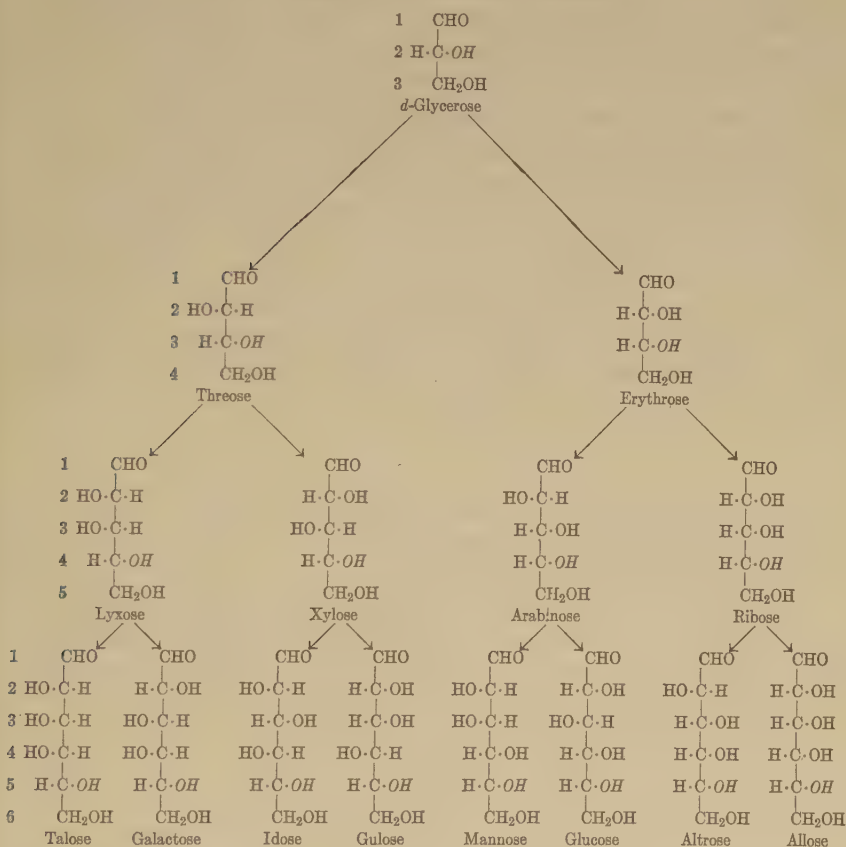 1 CHO
2 H·C·OH
3 CH₂OH
d-Glycerose
1 CHO CHO
2 HO·C·H H·C·OH
3 H·C·OH H·C·OH
4 CH₂OH CH₂OH
Threose Erythrose
1 CHO CHO CHO CHO
2 HO·C·H H·C·OH HO·C·H H·C·OH
3 HO·C·H HO·C·H H·C·OH H·C·OH
4 H·C·OH H·C·OH H·C·OH H·C·OH
5 CH₂OH CH₂OH CH₂OH CH₂OH
Lyxose Xylose Arabinose Ribose
1 CHO CHO CHO CHO CHO CHO CHO CHO
2 HO·C·H H·C·OH HO·C·H H·C·OH HO·C·H H·C·OH HO·C·H H·C·OH
3 HO·C·H HO·C·H H·C·OH H·C·OH HO·C·H HO·C·H H·C·OH H·C·OH
4 HO·C·H HO·C·H HO·C·H HO·C·H H·C·OH H·C·OH H·C·OH H·C·OH
5 H·C·OH H·C·OH H·C·OH H·C·OH H·C·OH H·C·OH H·C·OH H·C·OH
6 CH₂OH CH₂OH CH₂OH CH₂OH CH₂OH CH₂OH CH₂OH CH₂OH
Talose Galactose Idose Gulose Mannose Glucose Altrose Allose